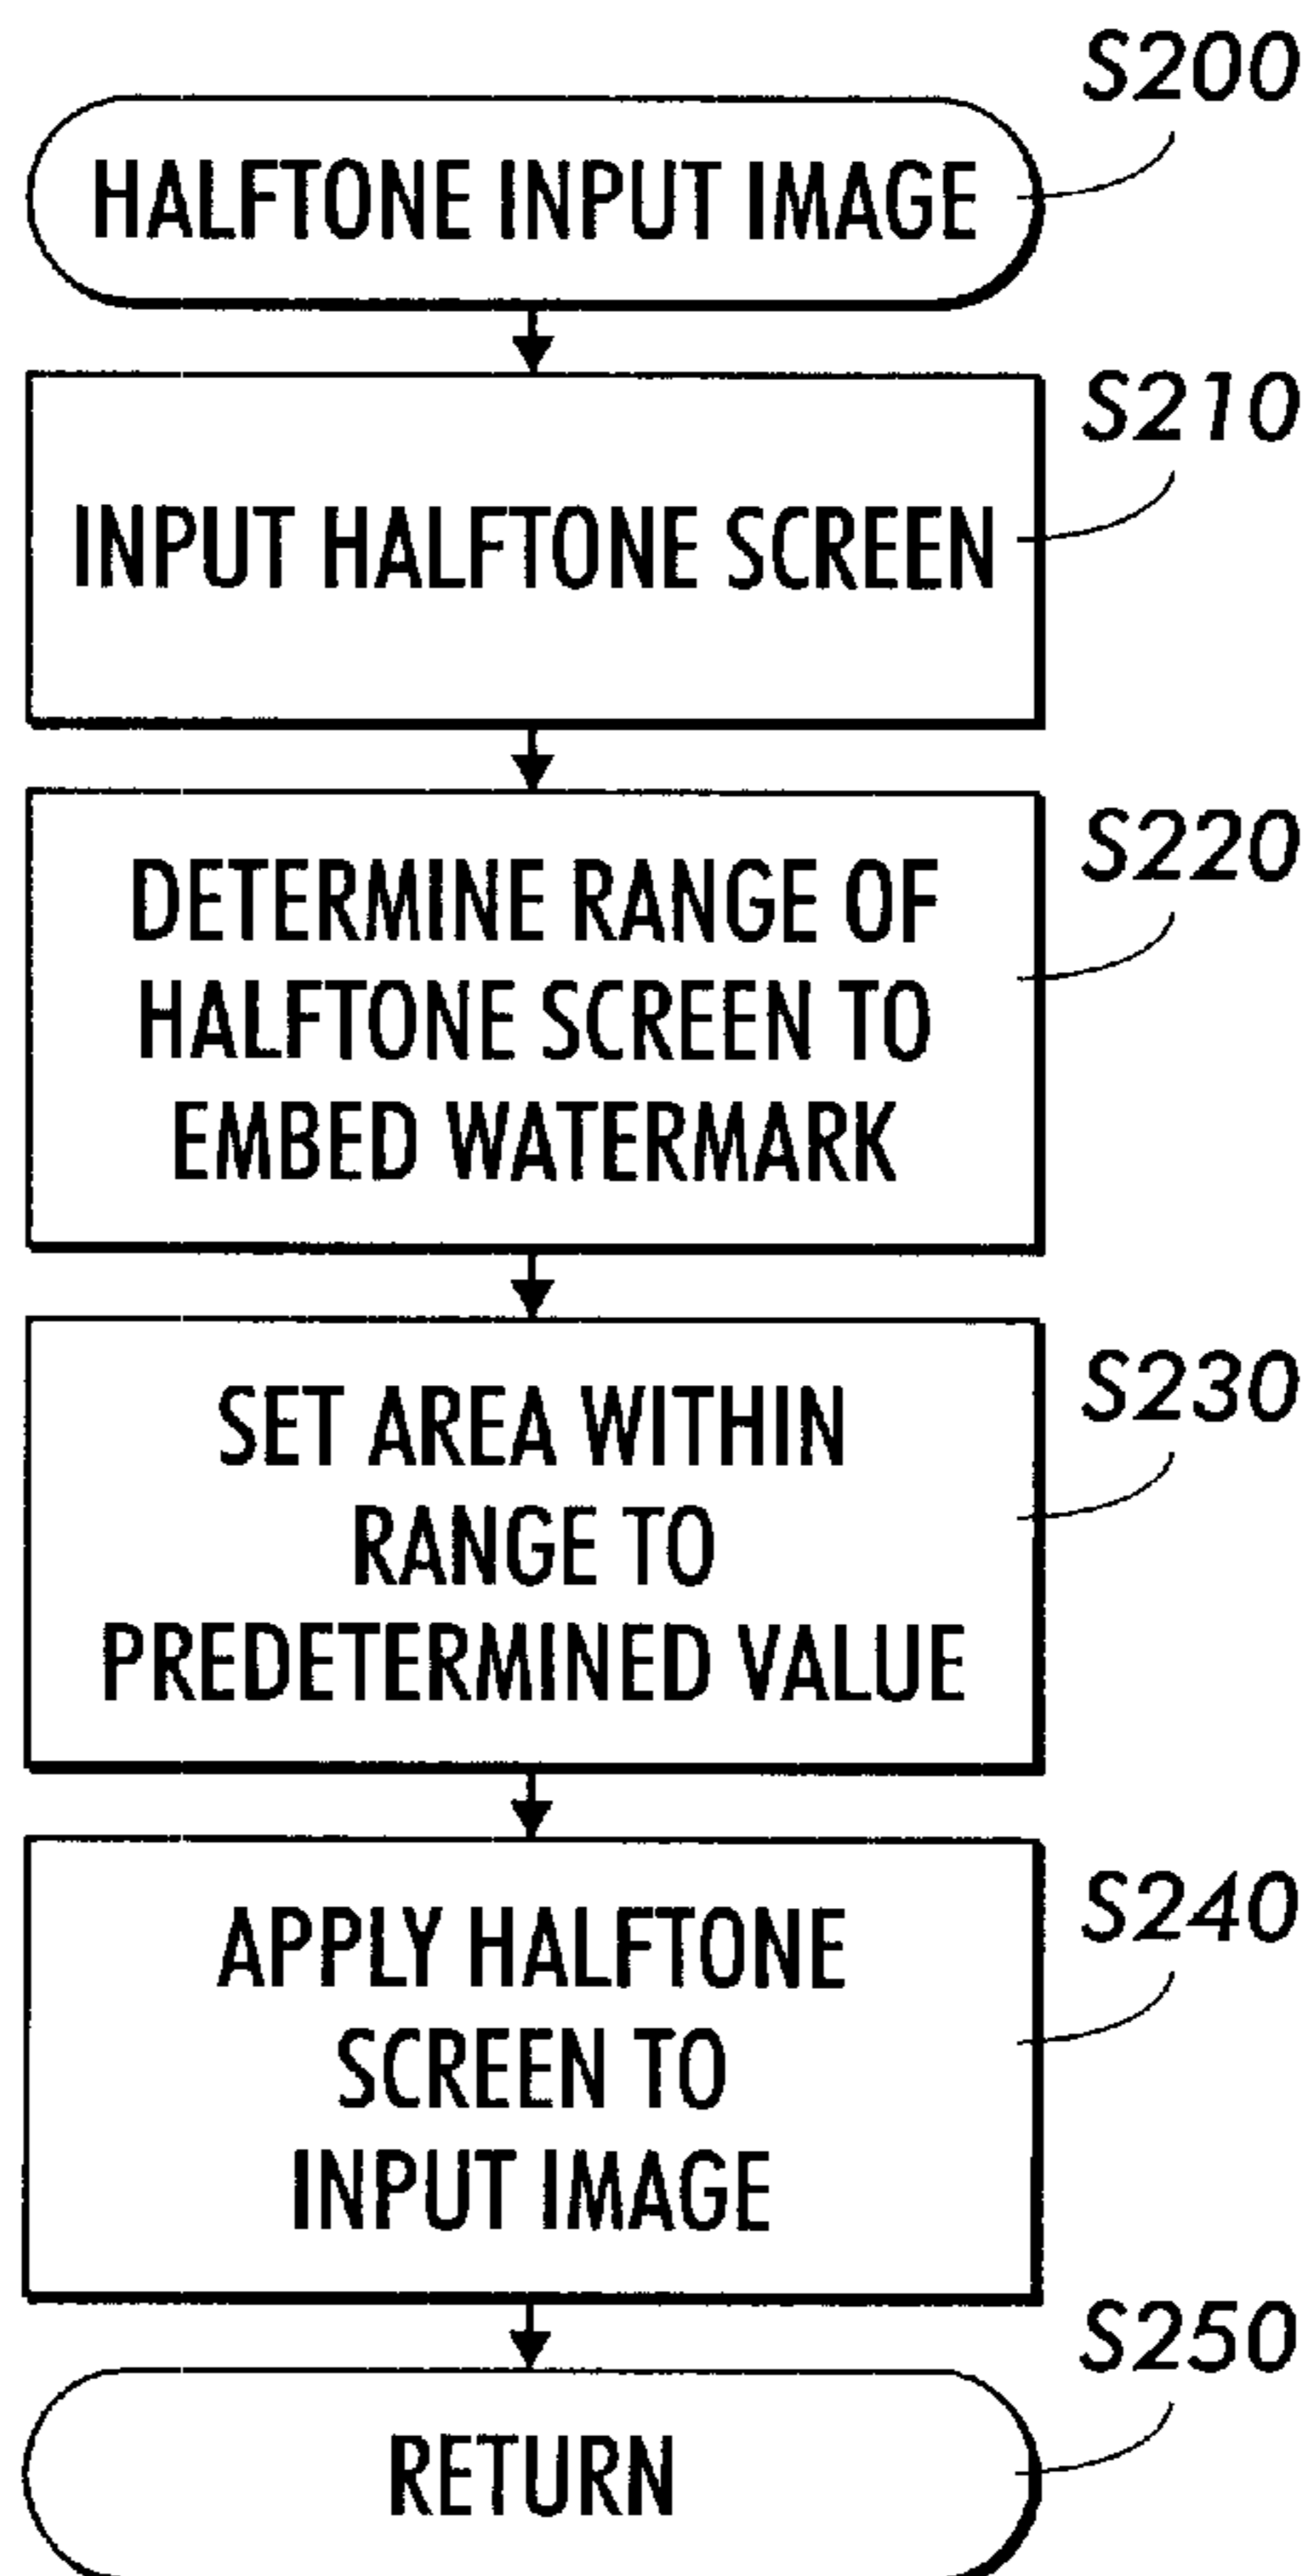 S200
HALFTONE INPUT IMAGE
S210
INPUT HALFTONE SCREEN
S220
DETERMINE RANGE OF
HALFTONE SCREEN TO
EMBED WATERMARK
S230
SET AREA WITHIN
RANGE TO
PREDETERMINED VALUE
S240
APPLY HALFTONE
SCREEN TO
INPUT IMAGE
S250
RETURN